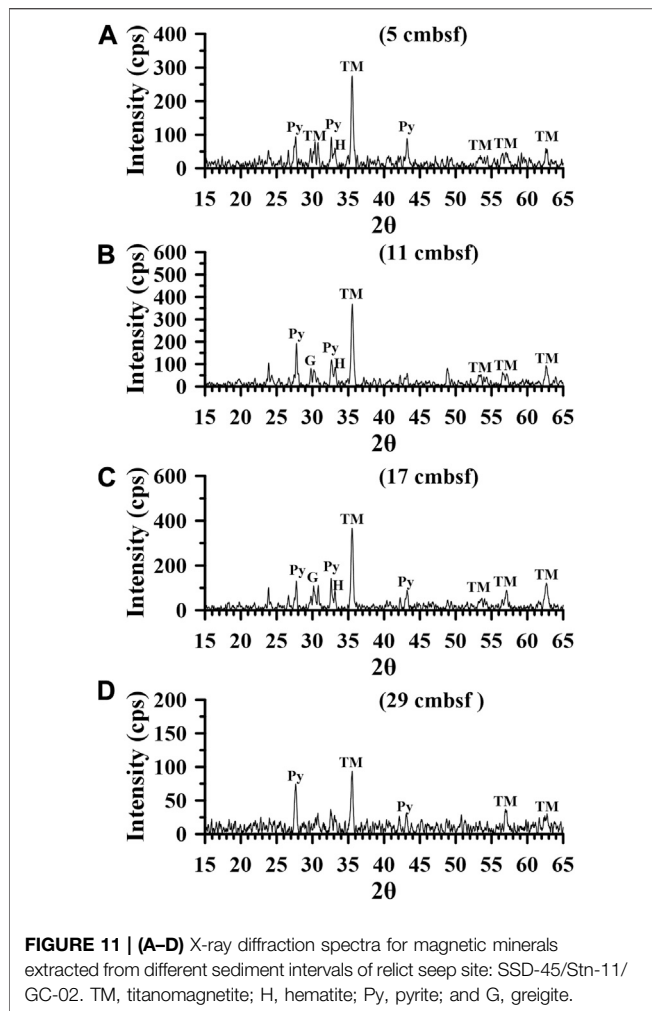 A
(5 cmbsf)
Intensity (cps)
400
300
200
100
0
Py
TM
Py
H
TM
Py
TM
TM
TM
15 20 25 30 35 40 45 50 55 60 65
2θ
B
(11 cmbsf)
Intensity (cps)
600
500
400
300
200
100
0
Py
G
Py
H
TM
TM
TM
TM
15 20 25 30 35 40 45 50 55 60 65
2θ
C
(17 cmbsf)
Intensity (cps)
600
400
200
0
Py
G
Py
H
TM
Py
TM
TM
TM
15 20 25 30 35 40 45 50 55 60 65
2θ
D
(29 cmbsf )
Intensity (cps)
200
150
100
50
0
Py
TM
Py
TM
TM
15 20 25 30 35 40 45 50 55 60 65
2θ
FIGURE 11 | (A–D) X-ray diffraction spectra for magnetic minerals
extracted from different sediment intervals of relict seep site: SSD-45/Stn-11/
GC-02. TM, titanomagnetite; H, hematite; Py, pyrite; and G, greigite.